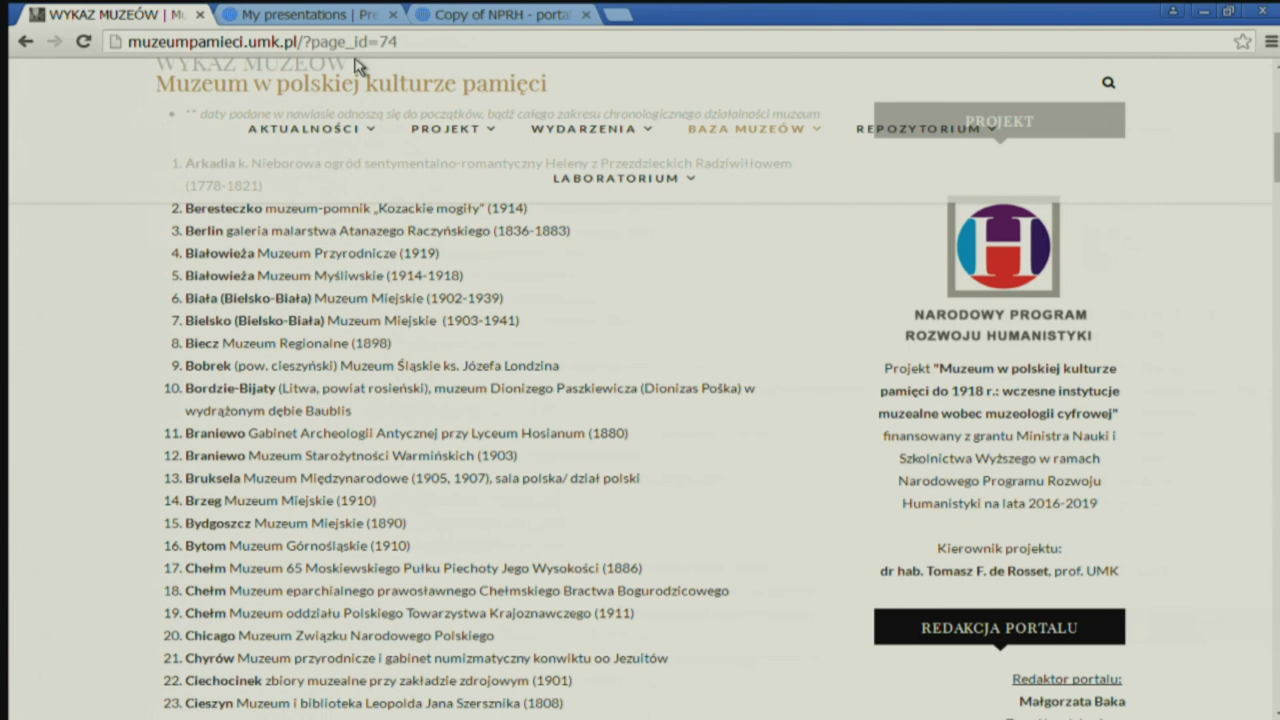 WYKAZ MUZEÓW | Mu
My presentations | Pre
Copy of NPRH - portal
muzeumpamieci.umk.pl/?page_id=74
WYKAZ MUZEÓW
Muzeum w polskiej kulturze pamięci
** daty podane w nawiasie odnoszą się do początków, bądź całego zakresu chronologicznego działalności muzeum
PROJEKT
AKTUALNOŚCI PROJEKT WYDARZENIA BAZA MUZEÓW REPOZYTORIUM
LABORATORIUM
1. Arkadia k. Nieborowa ogród sentymentalno-romantyczny Heleny z Przezdzieckich Radziwiłłowem
(1778-1821)
2. Beresteczko muzeum-pomnik „Kozackie mogiły” (1914)
3. Berlin galeria malarstwa Atanazego Raczyńskiego (1836-1883)
4. Białowieża Muzeum Przyrodnicze (1919)
5. Białowieża Muzeum Myśliwskie (1914-1918)
6. Biała (Bielsko-Biała) Muzeum Miejskie (1902-1939)
7. Bielsko (Bielsko-Biała) Muzeum Miejskie (1903-1941)
8. Biecz Muzeum Regionalne (1898)
9. Bobrek (pow. cieszyński) Muzeum Śląskie ks. Józefa Londzina
10. Bordzie-Bijaty (Litwa, powiat rosieński), muzeum Dionizego Paszkiewicza (Dionizas Poška) w
wydrążonym dębie Baublis
11. Braniewo Gabinet Archeologii Antycznej przy Lyceum Hosianum (1880)
12. Braniewo Muzeum Starożytności Warmińskich (1903)
13. Bruksela Muzeum Międzynarodowe (1905, 1907), sala polska/ dział polski
14. Brzeg Muzeum Miejskie (1910)
15. Bydgoszcz Muzeum Miejskie (1890)
16. Bytom Muzeum Górnośląskie (1910)
17. Chełm Muzeum 65 Moskiewskiego Pułku Piechoty Jego Wysokości (1886)
18. Chełm Muzeum eparchialnego prawosławnego Chełmskiego Bractwa Bogurodzicowego
19. Chełm Muzeum oddziału Polskiego Towarzystwa Krajoznawczego (1911)
20. Chicago Muzeum Związku Narodowego Polskiego
21. Chyrów Muzeum przyrodnicze i gabinet numizmatyczny konwiktu oo Jezuitów
22. Ciechocinek zbiory muzealne przy zakładzie zdrojowym (1901)
23. Cieszyn Muzeum i biblioteka Leopolda Jana Szersznika (1808)
H
NARODOWY PROGRAM
ROZWOJU HUMANISTYKI
Projekt "Muzeum w polskiej kulturze
pamięci do 1918 r.: wczesne instytucje
muzealne wobec muzeologii cyfrowej"
finansowany z grantu Ministra Nauki i
Szkolnictwa Wyższego w ramach
Narodowego Programu Rozwoju
Humanistyki na lata 2016-2019
Kierownik projektu:
dr hab. Tomasz F. de Rosset, prof. UMK
REDAKCJA PORTALU
Redaktor portalu:
Małgorzata Baka